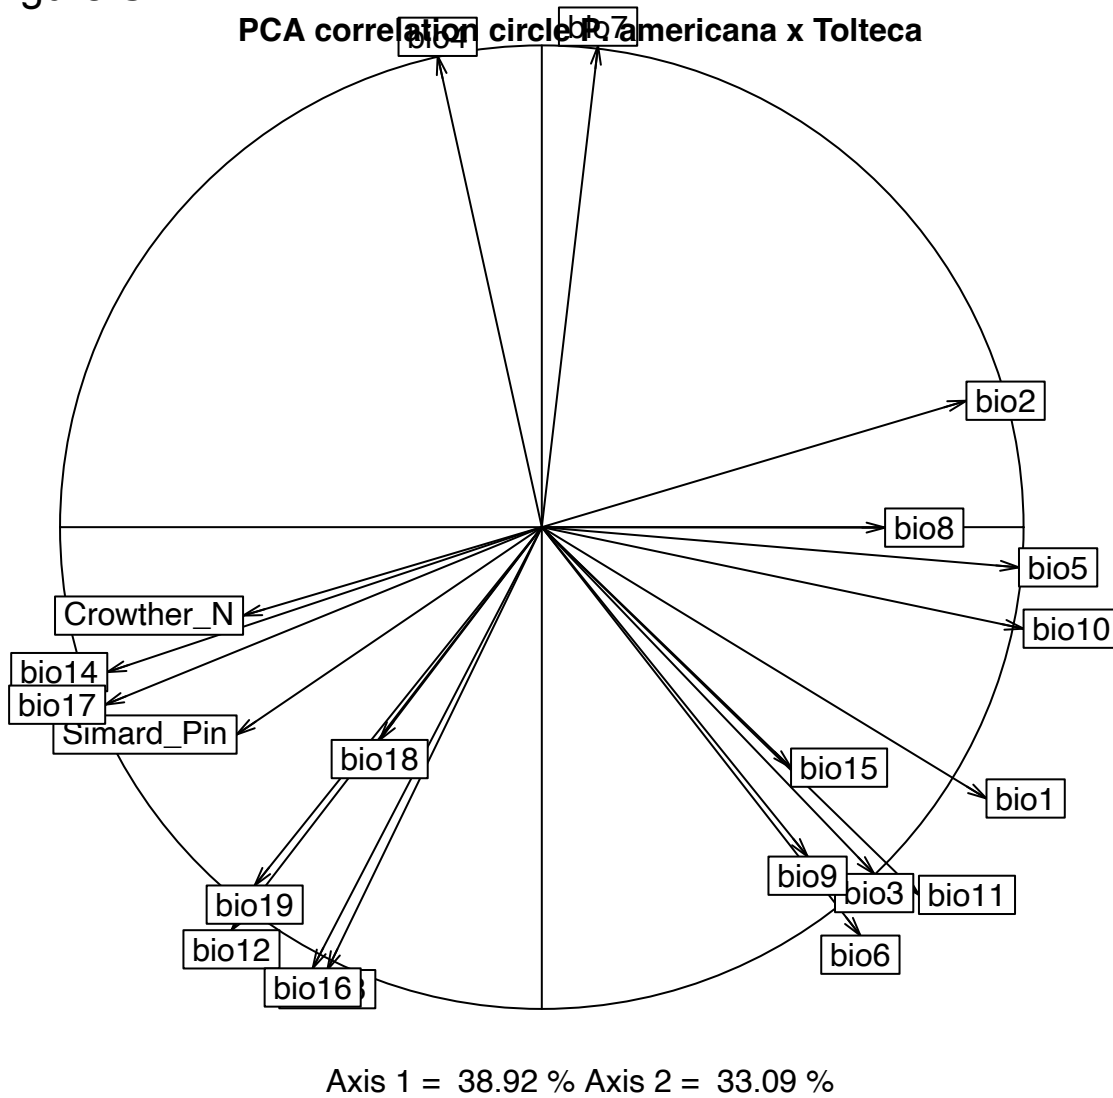 PCA correlation circle P. americana x Tolteca
bio4
bio7
bio2
bio8
bio5
bio10
Crowther_N
bio14
bio17
Simard_Pin
bio18
bio15
bio1
bio9
bio3
bio11
bio19
bio12
bio6
bio16
Axis 1 = 38.92 % Axis 2 = 33.09 %